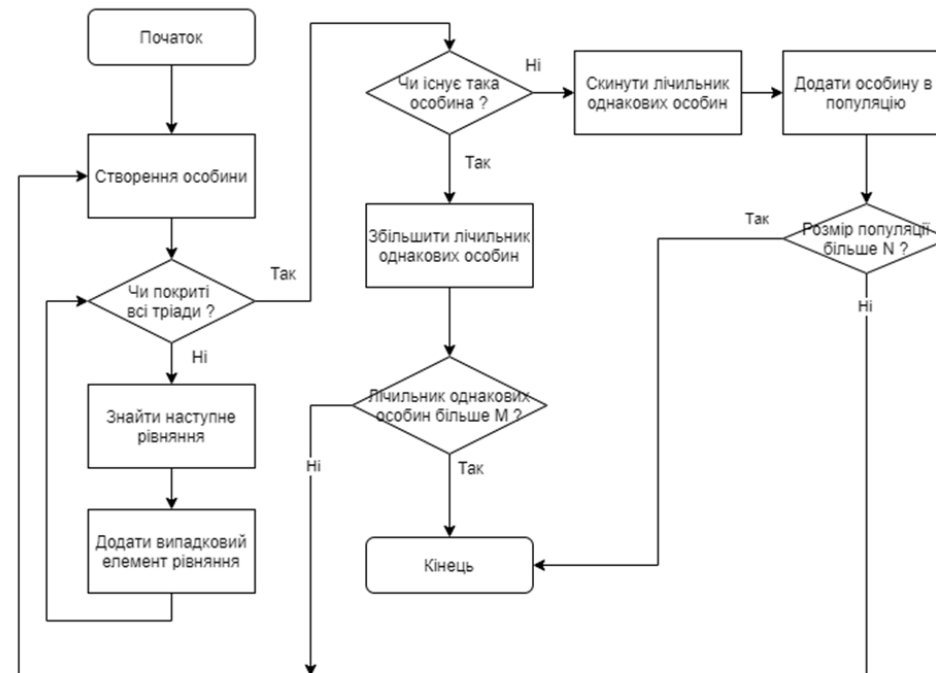 Початок
Створення особини
Чи покриті
всі тріади ?
Так
Ні
Знайти наступне
рівняння
Додати випадковий
елемент рівняння
Чи існує така
особина ?
Ні
Так
Збільшити лічильник
однакових особин
Лічильник однакових
особин більше M ?
Ні
Так
Кінець
Скинути лічильник
однакових особин
Додати особину в
популяцію
Розмір популяції
більше N ?
Так
Ні